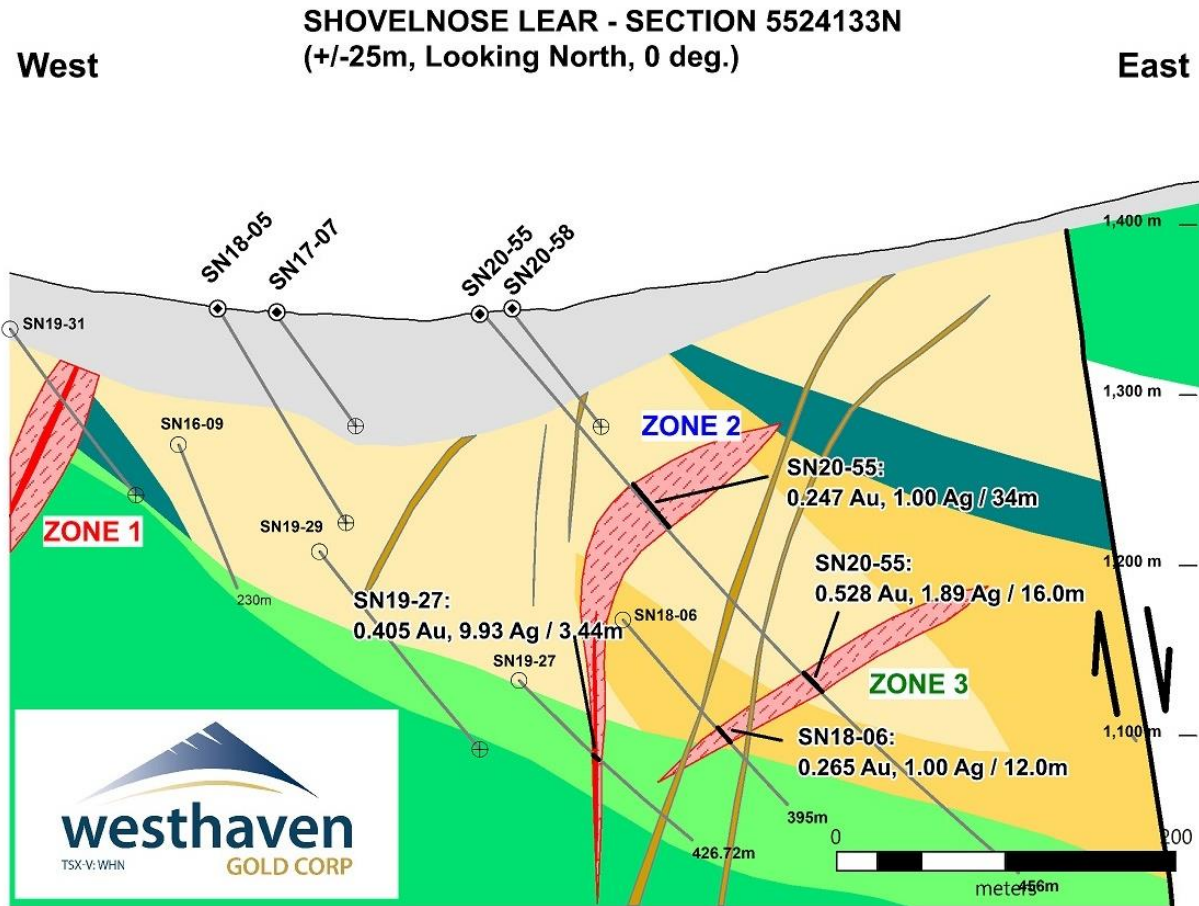 SHOVELNOSE LEAR - SECTION 5524133N
(+/-25m, Looking North, 0 deg.)
West
East
1,400 m
SN18-05
SN17-07
SN20-55
SN20-58
SN19-31
1,300 m
SN16-09
ZONE 2
SN20-55:
0.247 Au, 1.00 Ag / 34m
ZONE 1
SN19-29
1,200 m
SN20-55:
0.528 Au, 1.89 Ag / 16.0m
230m
SN19-27:
0.405 Au, 9.93 Ag / 3.44m
SN18-06
SN19-27
ZONE 3
1,100 m
SN18-06:
0.265 Au, 1.00 Ag / 12.0m
395m
426.72m
0
200
meters
456m
westhaven
TSX-V: WHN
GOLD CORP